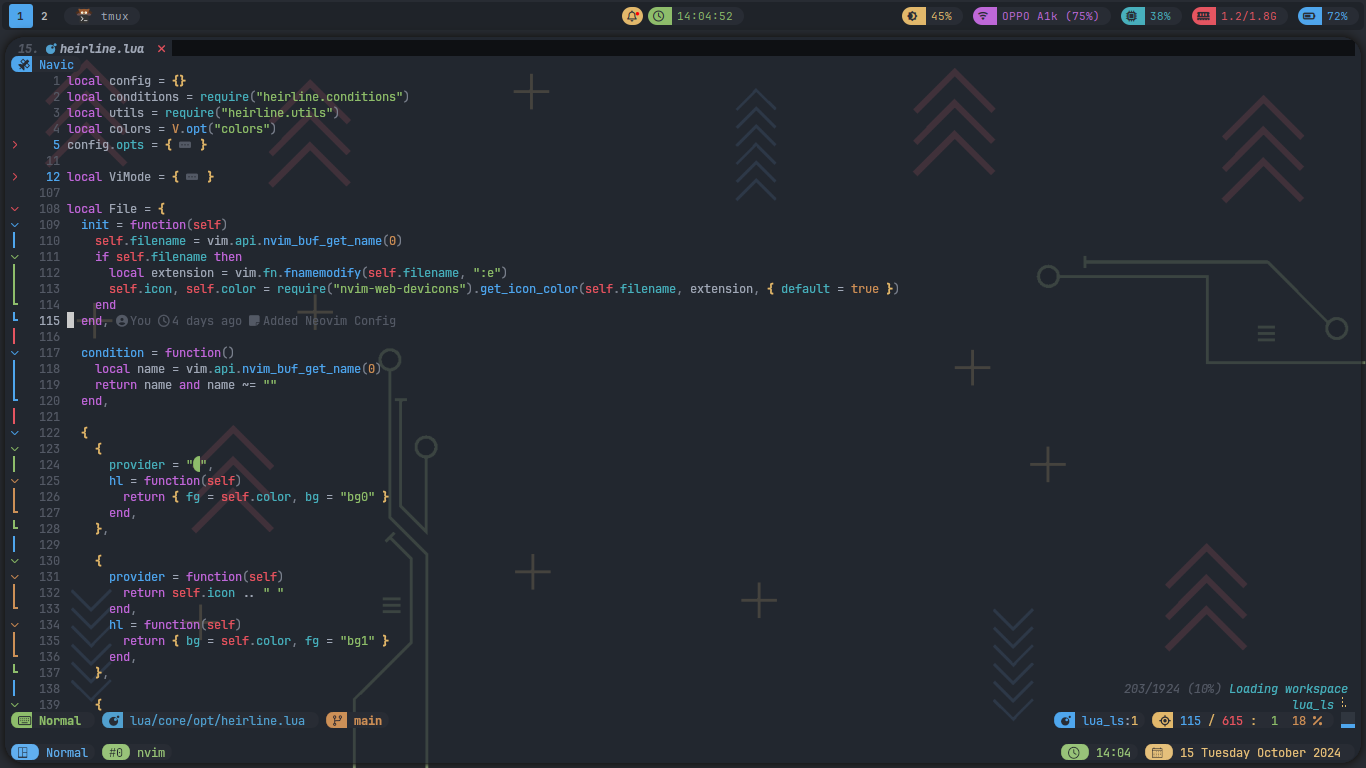 1 2 tmux 14:04:52 45% OPPO A1k (75%) 38% 1.2/1.8G 72%
15. heirline.lua ×
Navic
1 local config = {}
2 local conditions = require("heirline.conditions")
3 local utils = require("heirline.utils")
4 local colors = V.opt("colors")
5 config.opts = { ... }
11
12 local ViMode = { ... }
107
108 local File = {
109 init = function(self)
110 self.filename = vim.api.nvim_buf_get_name(0)
111 if self.filename then
112 local extension = vim.fn.fnamemodify(self.filename, ":e")
113 self.icon, self.color = require("nvim-web-devicons").get_icon_color(self.filename, extension, { default = true })
114 end
115 end, You 4 days ago Added Neovim Config
116
117 condition = function()
118 local name = vim.api.nvim_buf_get_name(0)
119 return name and name ~= ""
120 end,
121
122 {
123 {
124 provider = "",
125 hl = function(self)
126 return { fg = self.color, bg = "bg0" }
127 end,
128 },
129
130 {
131 provider = function(self)
132 return self.icon .. " "
133 end,
134 hl = function(self)
135 return { bg = self.color, fg = "bg1" }
136 end,
137 },
138
139 {
203/1924 (10%) Loading workspace
lua_ls
Normal lua/core/opt/heirline.lua main lua_ls:1 115 / 615 : 1 18 %
Normal #0 nvim 14:04 15 Tuesday October 2024